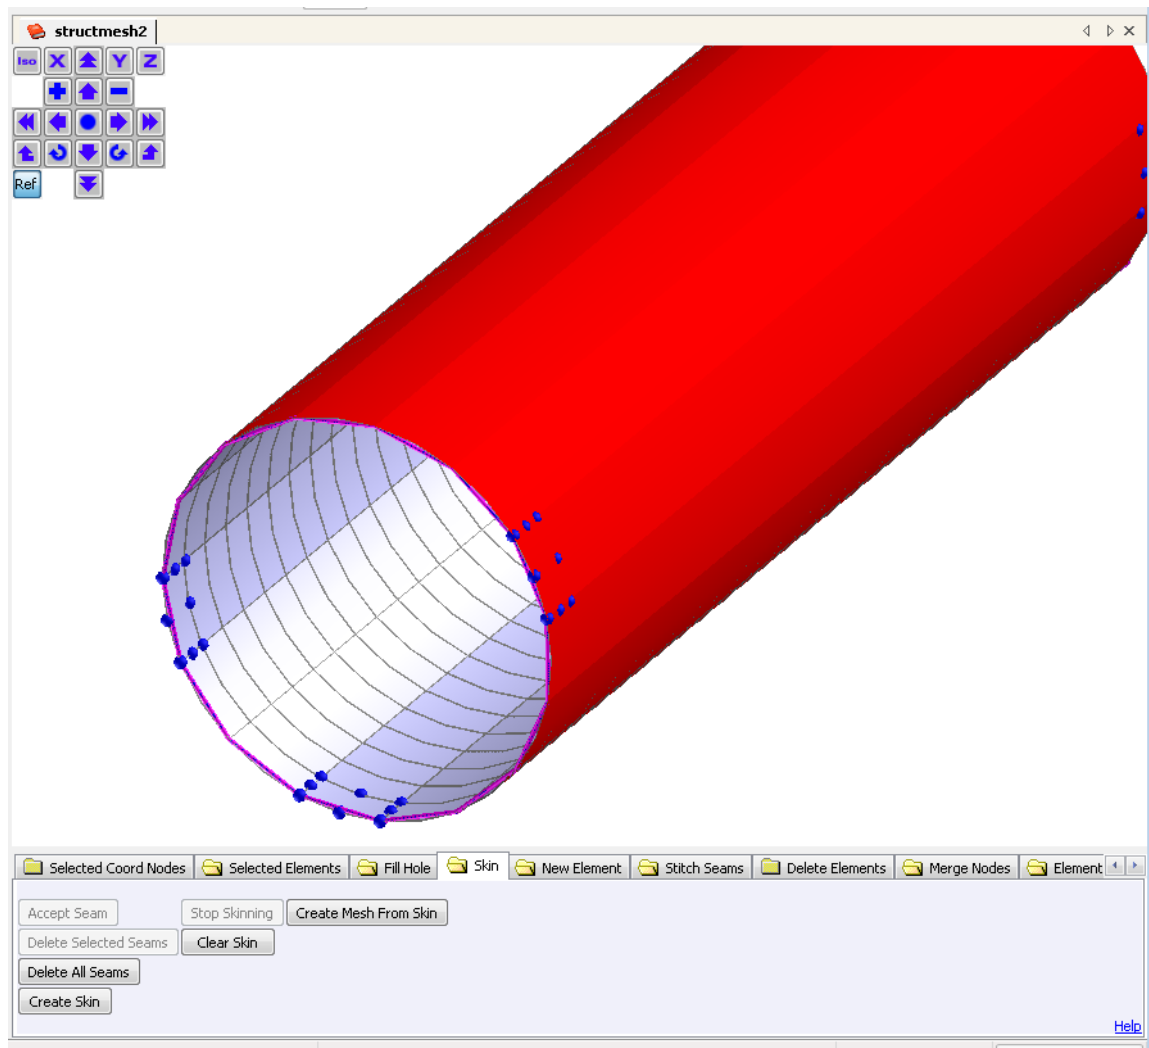 structmesh2
Iso X Y Z
Ref
Selected Coord Nodes Selected Elements Fill Hole Skin New Element Stitch Seams Delete Elements Merge Nodes Element
Accept Seam Stop Skinning Create Mesh From Skin
Delete Selected Seams Clear Skin
Delete All Seams
Create Skin
Help